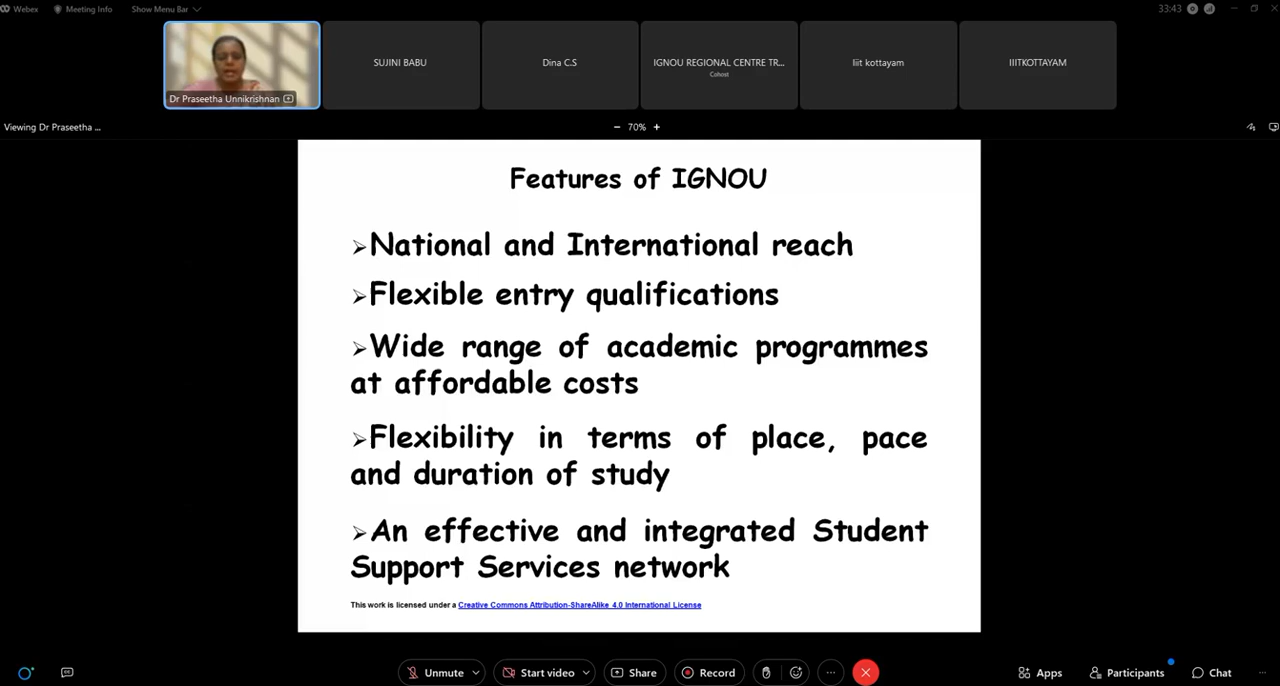 Webex Meeting Info Show Menu Bar 33:43
SUJINI BABU Dina C.S IGNOU REGIONAL CENTRE TR... Iiit kottayam IIITKOTTAYAM
Cohost
Dr Praseetha Unnikrishnan
Viewing Dr Praseetha ... 70%
Features of IGNOU
➢National and International reach
➢Flexible entry qualifications
➢Wide range of academic programmes
at affordable costs
➢Flexibility in terms of place, pace
and duration of study
➢An effective and integrated Student
Support Services network
This work is licensed under a Creative Commons Attribution-ShareAlike 4.0 International License
Unmute Start video Share Record Apps Participants Chat